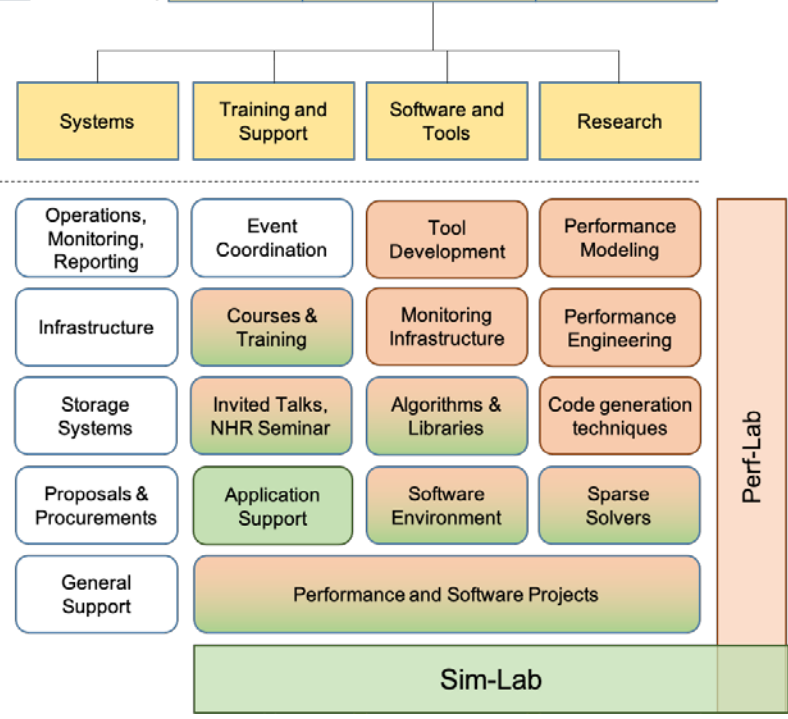 Systems
Training and
Support
Software and
Tools
Research
Operations,
Monitoring,
Reporting
Event
Coordination
Tool
Development
Performance
Modeling
Infrastructure
Courses &
Training
Monitoring
Infrastructure
Performance
Engineering
Storage
Systems
Invited Talks,
NHR Seminar
Algorithms &
Libraries
Code generation
techniques
Proposals &
Procurements
Application
Support
Software
Environment
Sparse
Solvers
General
Support
Performance and Software Projects
Perf-Lab
Sim-Lab